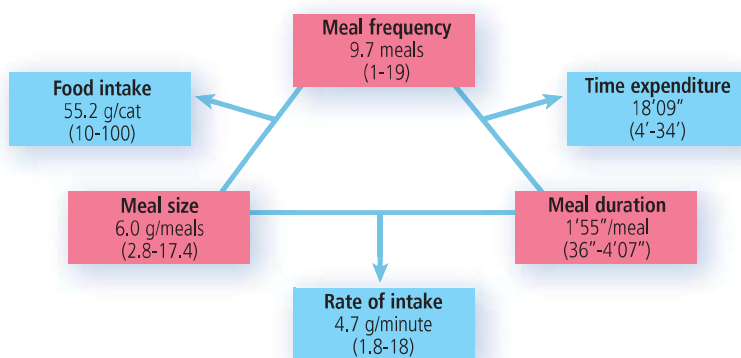 Meal frequency
9.7 meals
(1-19)
Food intake
55.2 g/cat
(10-100)
Time expenditure
18’09”
(4’-34’)
Meal size
6.0 g/meals
(2.8-17.4)
Meal duration
1’55”/meal
(36”-4’07”)
Rate of intake
4.7 g/minute
(1.8-18)